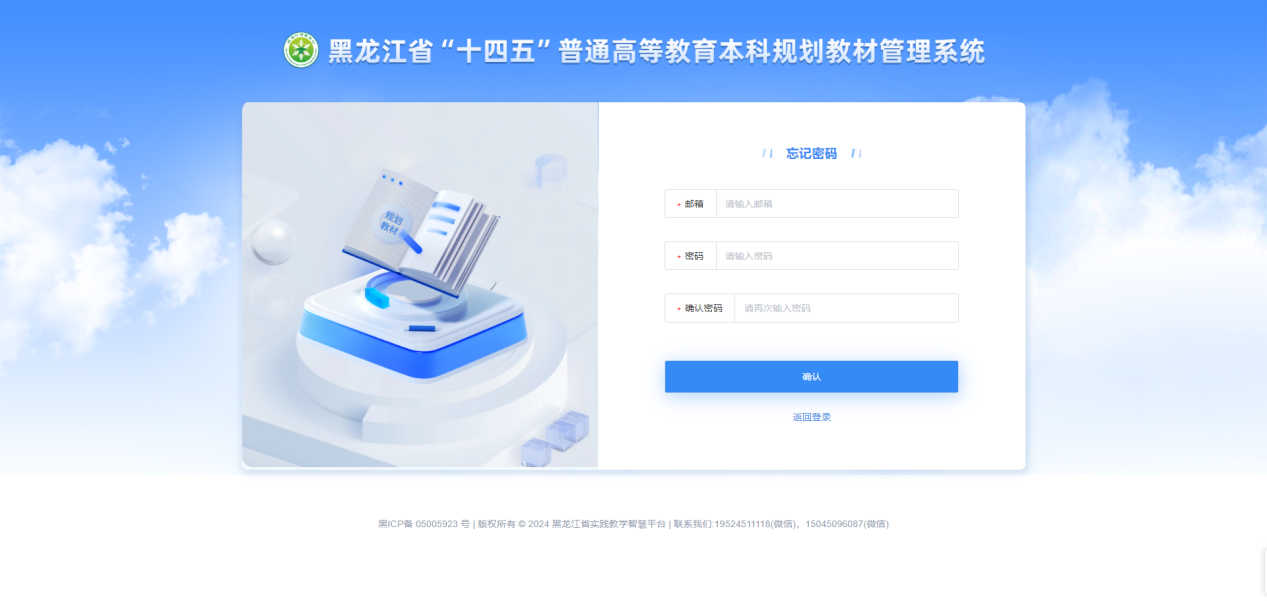 黑龙江省“十四五”普通高等教育本科规划教材管理系统
规划
教材
忘记密码
* 邮箱 请输入邮箱
* 密码 请输入密码
* 确认密码 请再次输入密码
确认
返回登录
黑ICP备 05005923 号 | 版权所有 © 2024 黑龙江省实践教学智慧平台 | 联系我们:19524511118(微信)，15045096087(微信)